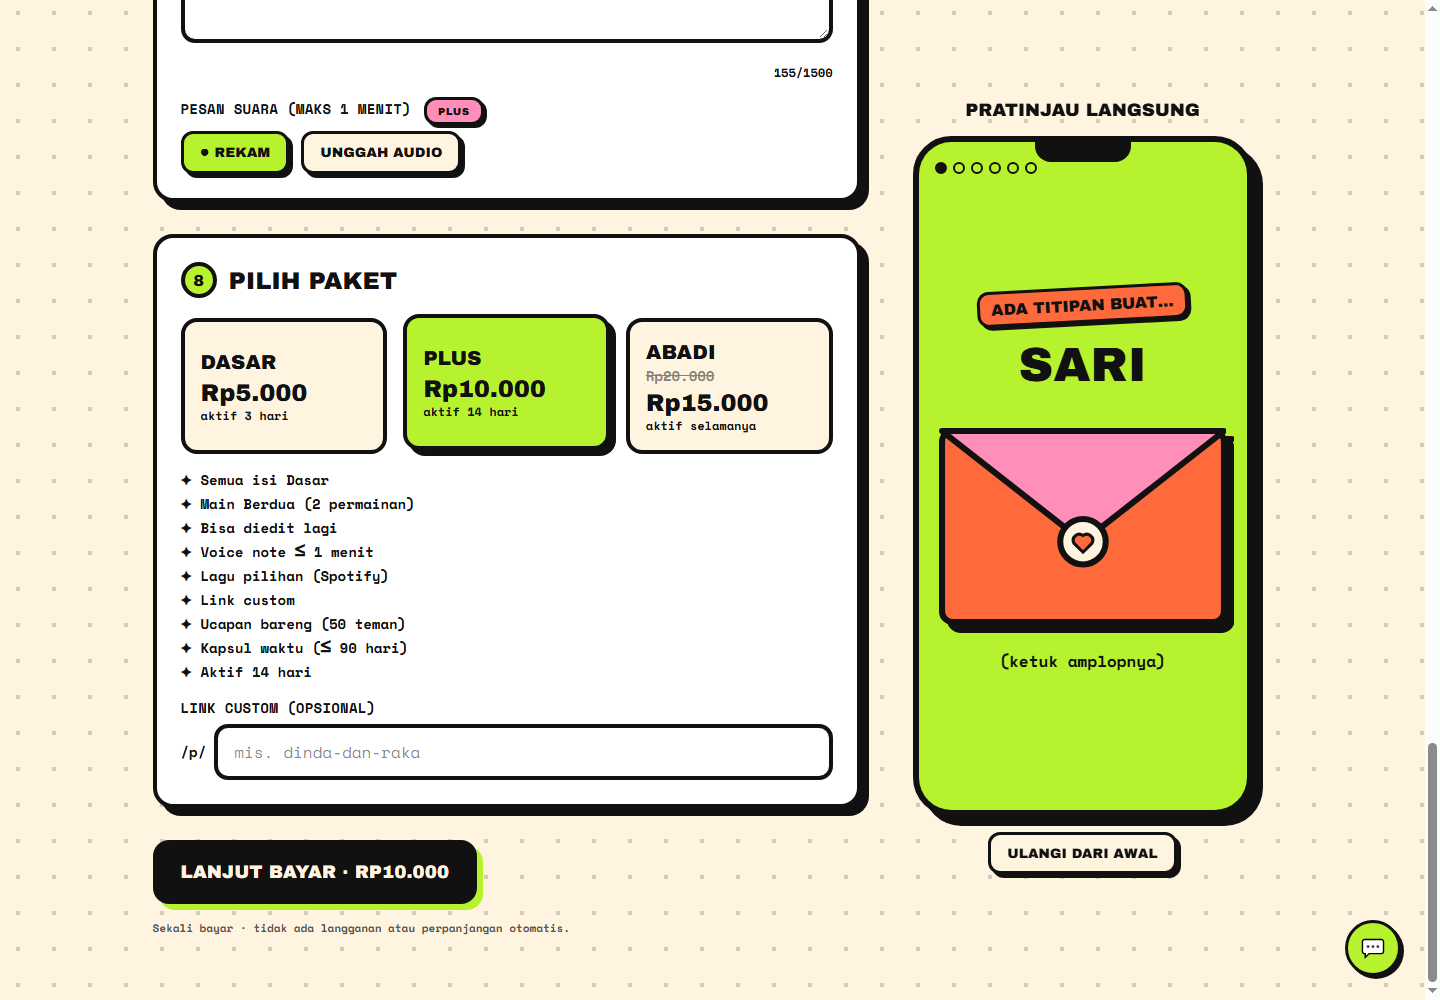 155/1500
PESAN SUARA (MAKS 1 MENIT) PLUS
REKAM
UNGGAH AUDIO
8 PILIH PAKET
DASAR
Rp5.000
aktif 3 hari
PLUS
Rp10.000
aktif 14 hari
ABADI
Rp20.000
Rp15.000
aktif selamanya
✦ Semua isi Dasar
✦ Main Berdua (2 permainan)
✦ Bisa diedit lagi
✦ Voice note ≤ 1 menit
✦ Lagu pilihan (Spotify)
✦ Link custom
✦ Ucapan bareng (50 teman)
✦ Kapsul waktu (≤ 90 hari)
✦ Aktif 14 hari
LINK CUSTOM (OPSIONAL)
/p/ mis. dinda-dan-raka
LANJUT BAYAR · RP10.000
Sekali bayar · tidak ada langganan atau perpanjangan otomatis.
PRATINJAU LANGSUNG
ADA TITIPAN BUAT...
SARI
(ketuk amplopnya)
ULANGI DARI AWAL